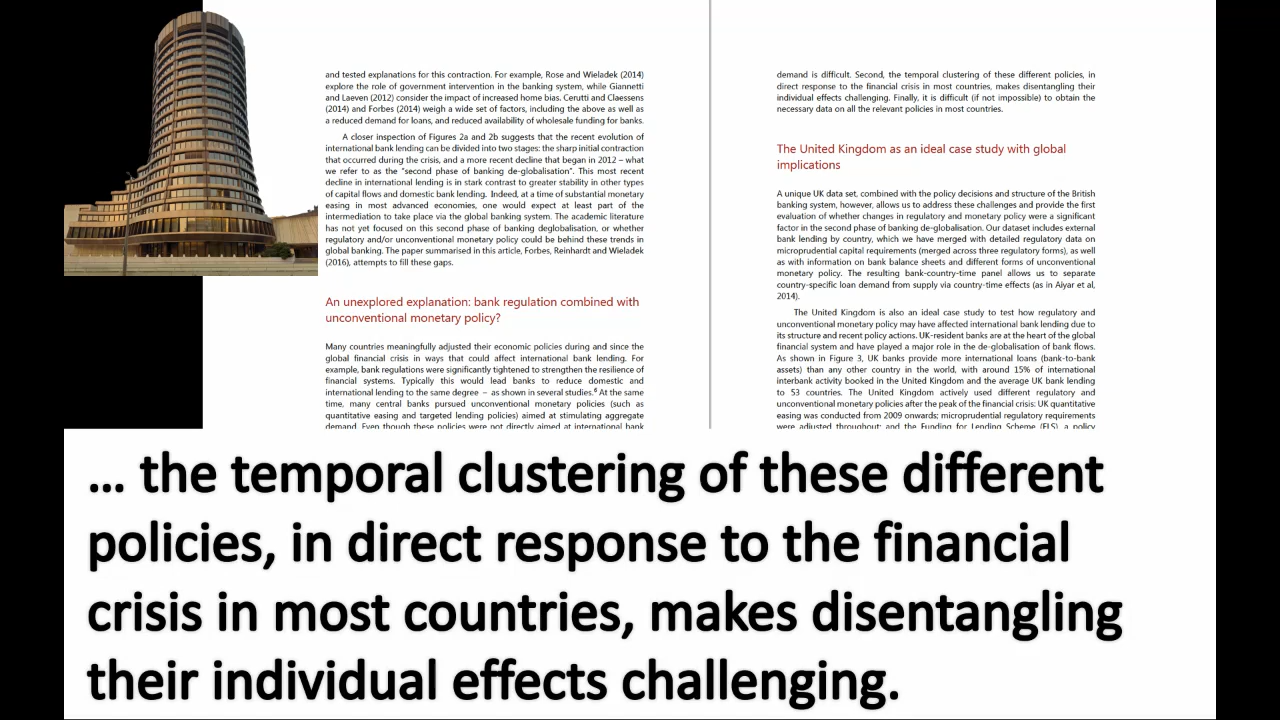 and tested explanations for this contraction. For example, Rose and Wieladek (2014)
explore the role of government intervention in the banking system, while Giannetti
and Laeven (2012) consider the impact of increased home bias. Cerutti and Claessens
(2014) and Forbes (2014) weigh a wide set of factors, including the above as well as
a reduced demand for loans, and reduced availability of wholesale funding for banks.
A closer inspection of Figures 2a and 2b suggests that the recent evolution of
international bank lending can be divided into two stages: the sharp initial contraction
that occurred during the crisis, and a more recent decline that began in 2012 – what
we refer to as the "second phase of banking de-globalisation". This most recent
decline in international lending is in stark contrast to greater stability in other types
of capital flows and domestic bank lending. Indeed, at a time of substantial monetary
easing in most advanced economies, one would expect at least part of the
intermediation to take place via the global banking system. The academic literature
has not yet focused on this second phase of banking deglobalisation, or whether
regulatory and/or unconventional monetary policy could be behind these trends in
global banking. The paper summarised in this article, Forbes, Reinhardt and Wieladek
(2016), attempts to fill these gaps.
An unexplored explanation: bank regulation combined with
unconventional monetary policy?
Many countries meaningfully adjusted their economic policies during and since the
global financial crisis in ways that could affect international bank lending. For
example, bank regulations were significantly tightened to strengthen the resilience of
financial systems. Typically this would lead banks to reduce domestic and
international lending to the same degree – as shown in several studies.⁶ At the same
time, many central banks pursued unconventional monetary policies (such as
quantitative easing and targeted lending policies) aimed at stimulating aggregate
demand. Even though these policies were not directly aimed at international bank
demand is difficult. Second, the temporal clustering of these different policies, in
direct response to the financial crisis in most countries, makes disentangling their
individual effects challenging. Finally, it is difficult (if not impossible) to obtain the
necessary data on all the relevant policies in most countries.
The United Kingdom as an ideal case study with global
implications
A unique UK data set, combined with the policy decisions and structure of the British
banking system, however, allows us to address these challenges and provide the first
evaluation of whether changes in regulatory and monetary policy were a significant
factor in the second phase of banking de-globalisation. Our dataset includes external
bank lending by country, which we have merged with detailed regulatory data on
microprudential capital requirements (merged across three regulatory forms), as well
as with information on bank balance sheets and different forms of unconventional
monetary policy. The resulting bank-country-time panel allows us to separate
country-specific loan demand from supply via country-time effects (as in Aiyar et al,
2014).
The United Kingdom is also an ideal case study to test how regulatory and
unconventional monetary policy may have affected international bank lending due to
its structure and recent policy actions. UK-resident banks are at the heart of the global
financial system and have played a major role in the de-globalisation of bank flows.
As shown in Figure 3, UK banks provide more international loans (bank-to-bank
assets) than any other country in the world, with around 15% of international
interbank activity booked in the United Kingdom and the average UK bank lending
to 53 countries. The United Kingdom actively used different regulatory and
unconventional monetary policies after the peak of the financial crisis: UK quantitative
easing was conducted from 2009 onwards; microprudential regulatory requirements
were adjusted throughout; and the Funding for Lending Scheme (FLS), a policy
... the temporal clustering of these different
policies, in direct response to the financial
crisis in most countries, makes disentangling
their individual effects challenging.